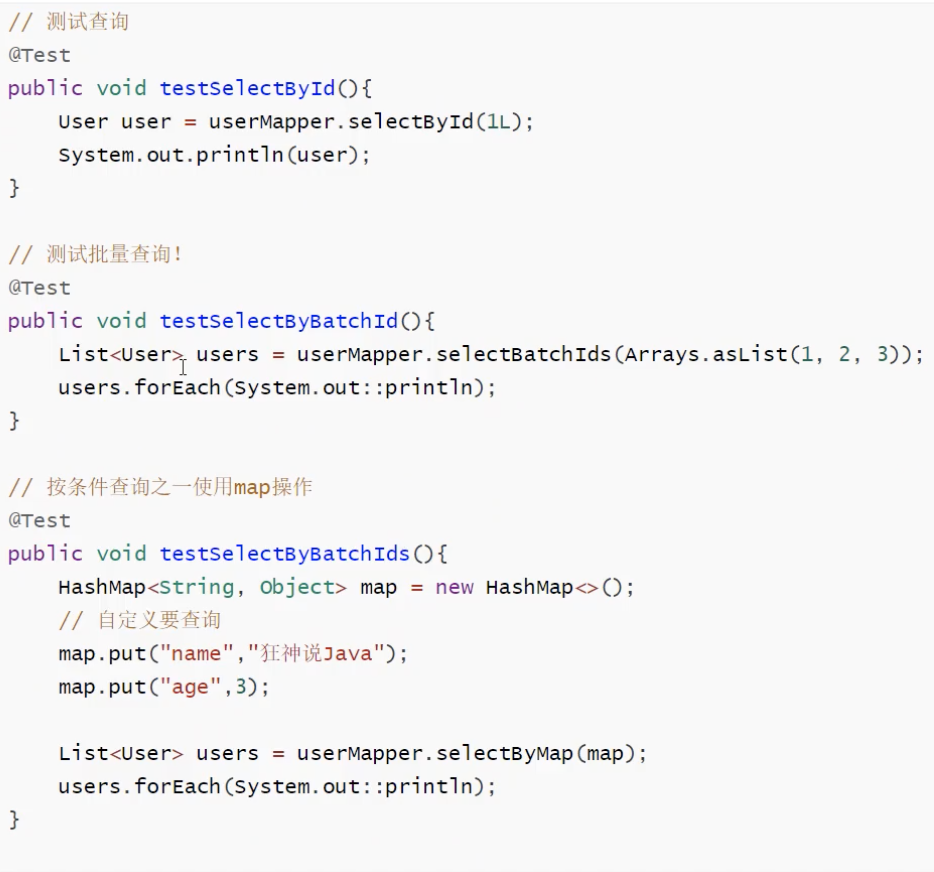 // 测试查询
@Test
public void testSelectById(){
    User user = userMapper.selectById(1L);
    System.out.println(user);
}

// 测试批量查询！
@Test
public void testSelectByBatchId(){
    List<User> users = userMapper.selectBatchIds(Arrays.asList(1, 2, 3));
    users.forEach(System.out::println);
}

// 按条件查询之一使用map操作
@Test
public void testSelectByBatchIds(){
    HashMap<String, Object> map = new HashMap<>();
    // 自定义要查询
    map.put("name","狂神说Java");
    map.put("age",3);

    List<User> users = userMapper.selectByMap(map);
    users.forEach(System.out::println);
}